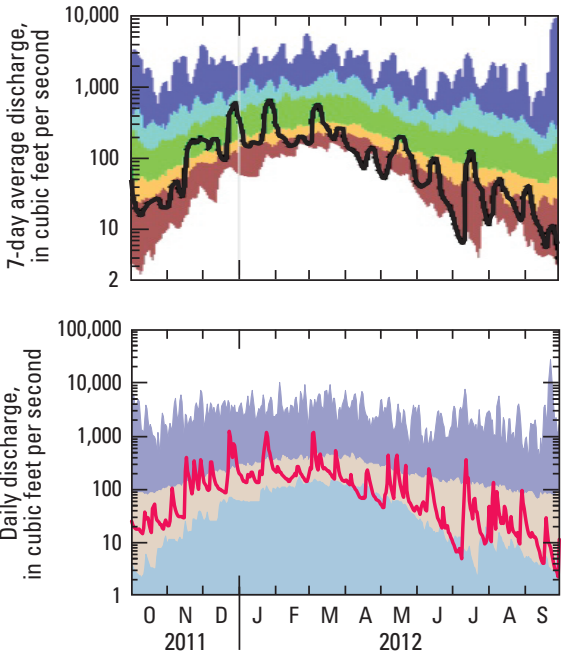 7-day average discharge,
in cubic feet per second
10,000
1,000
100
10
2
Daily discharge,
in cubic feet per second
100,000
10,000
1,000
100
10
1
O N D J F M A M J J A S
2011 2012